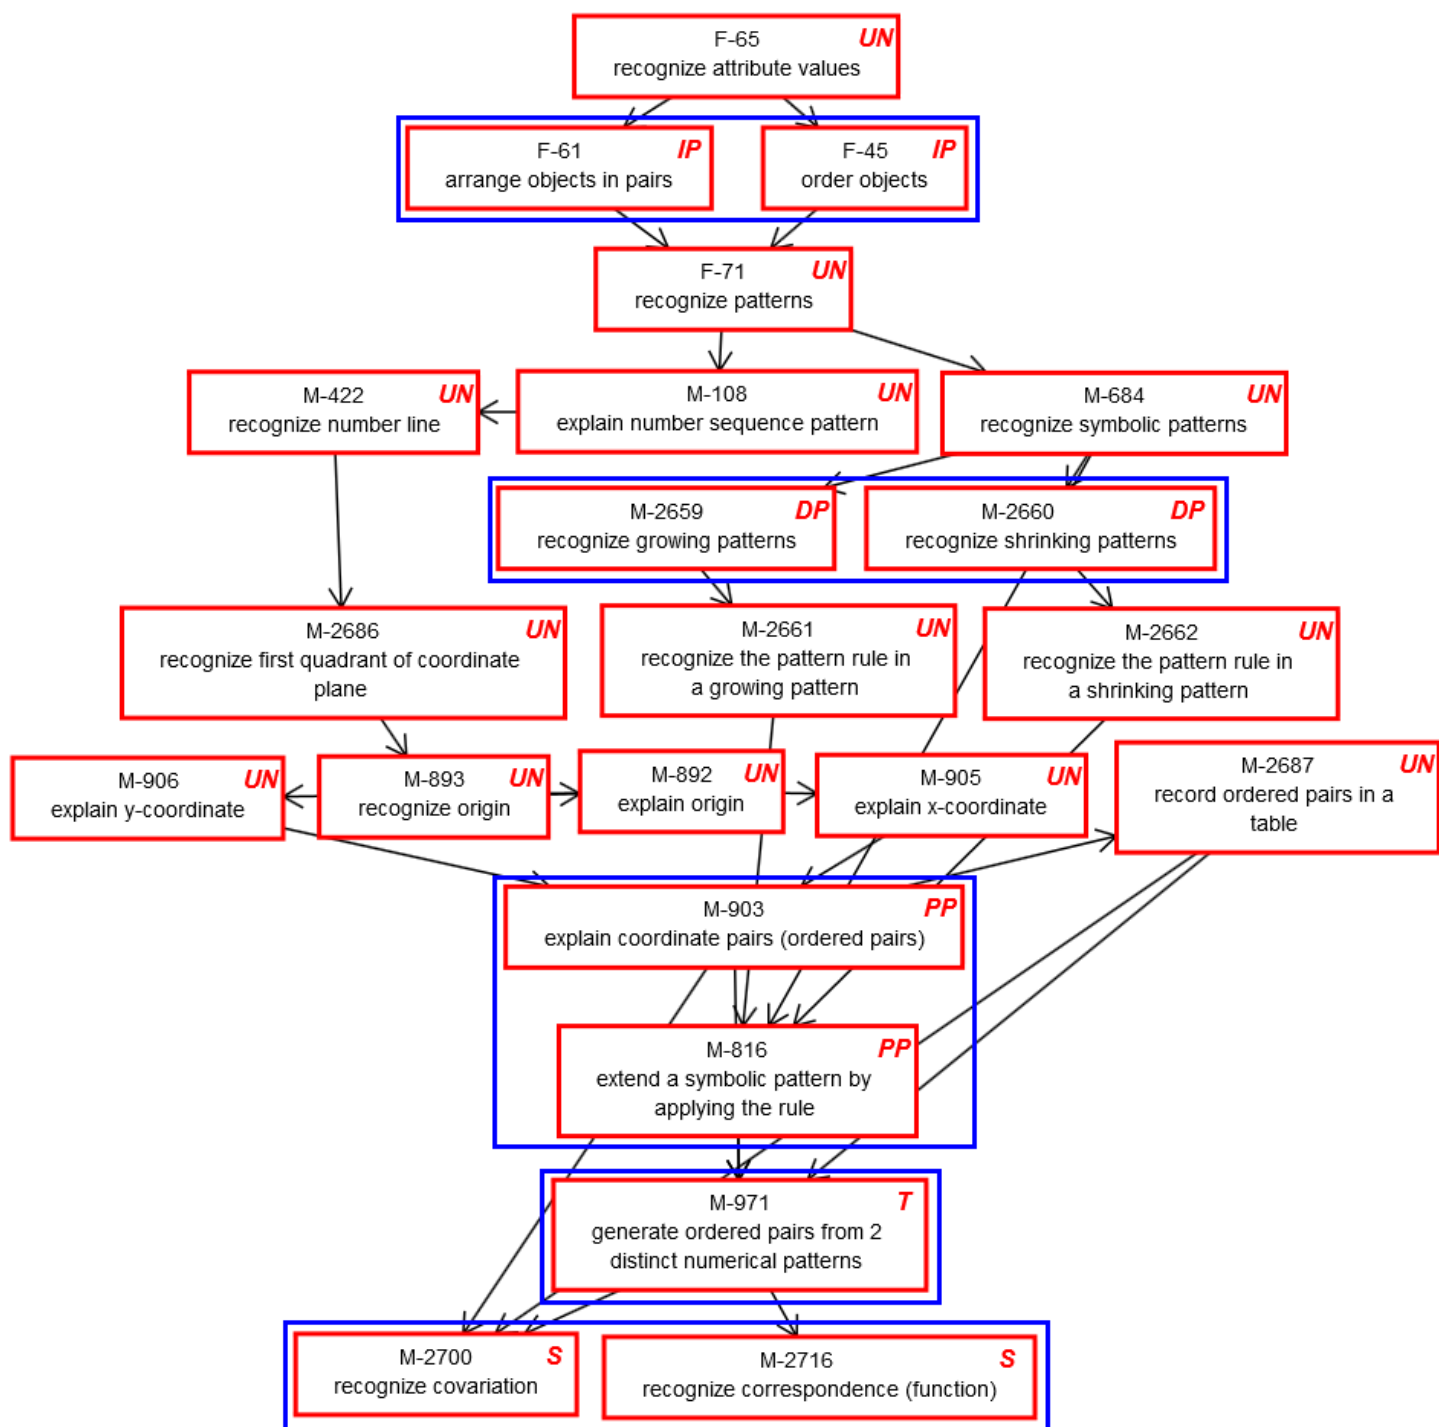 F-65 UN
recognize attribute values
F-61 IP
arrange objects in pairs
F-45 IP
order objects
F-71 UN
recognize patterns
M-422 UN
recognize number line
M-108 UN
explain number sequence pattern
M-684 UN
recognize symbolic patterns
M-2659 DP
recognize growing patterns
M-2660 DP
recognize shrinking patterns
M-2686 UN
recognize first quadrant of coordinate
plane
M-2661 UN
recognize the pattern rule in
a growing pattern
M-2662 UN
recognize the pattern rule in
a shrinking pattern
M-906 UN
explain y-coordinate
M-893 UN
recognize origin
M-892 UN
explain origin
M-905 UN
explain x-coordinate
M-2687 UN
record ordered pairs in a
table
M-903 PP
explain coordinate pairs (ordered pairs)
M-816 PP
extend a symbolic pattern by
applying the rule
M-971 T
generate ordered pairs from 2
distinct numerical patterns
M-2700 S
recognize covariation
M-2716 S
recognize correspondence (function)